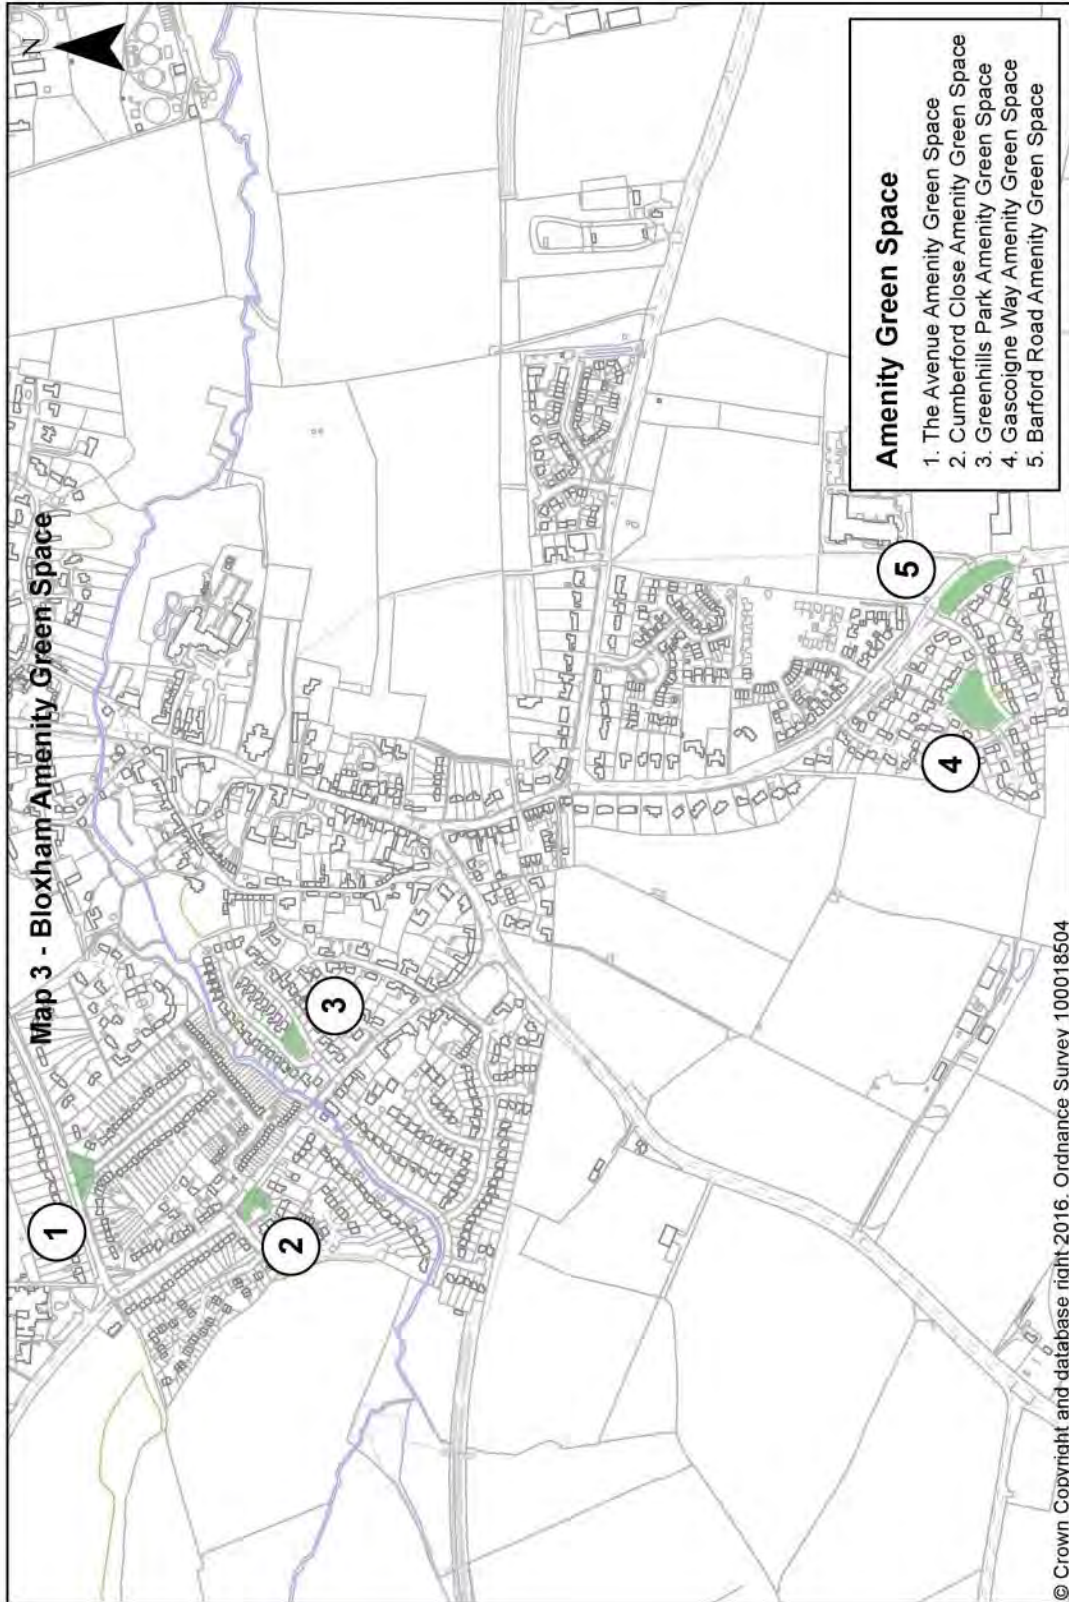 Map 3 - Bloxham Amenity Green Space
N
1
2
3
4
5
Amenity Green Space
1. The Avenue Amenity Green Space
2. Cumberford Close Amenity Green Space
3. Greenhills Park Amenity Green Space
4. Gascoigne Way Amenity Green Space
5. Barford Road Amenity Green Space
© Crown Copyright and database right 2016. Ordnance Survey 100018504